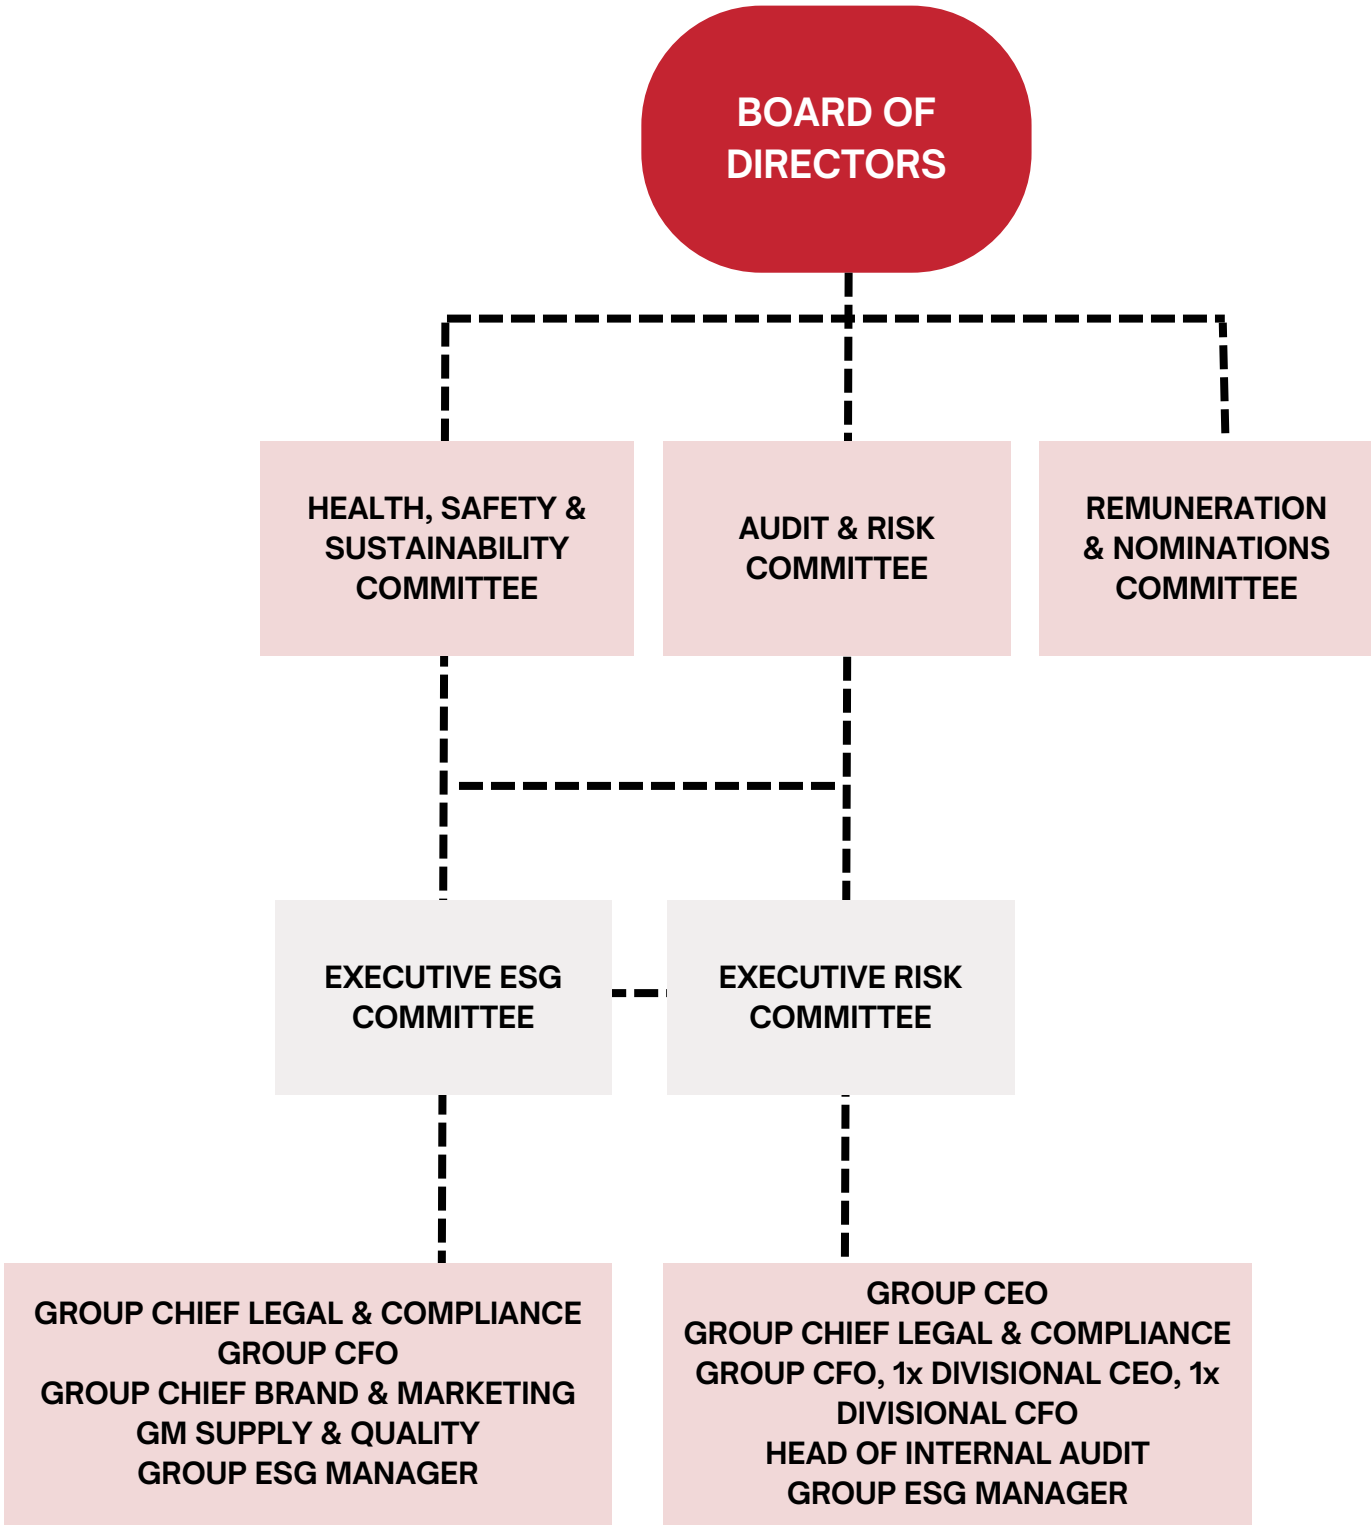 BOARD OF
DIRECTORS
HEALTH, SAFETY &
SUSTAINABILITY
COMMITTEE
AUDIT & RISK
COMMITTEE
REMUNERATION
& NOMINATIONS
COMMITTEE
EXECUTIVE ESG
COMMITTEE
EXECUTIVE RISK
COMMITTEE
GROUP CHIEF LEGAL & COMPLIANCE
GROUP CFO
GROUP CHIEF BRAND & MARKETING
GM SUPPLY & QUALITY
GROUP ESG MANAGER
GROUP CEO
GROUP CHIEF LEGAL & COMPLIANCE
GROUP CFO, 1x DIVISIONAL CEO, 1x
DIVISIONAL CFO
HEAD OF INTERNAL AUDIT
GROUP ESG MANAGER